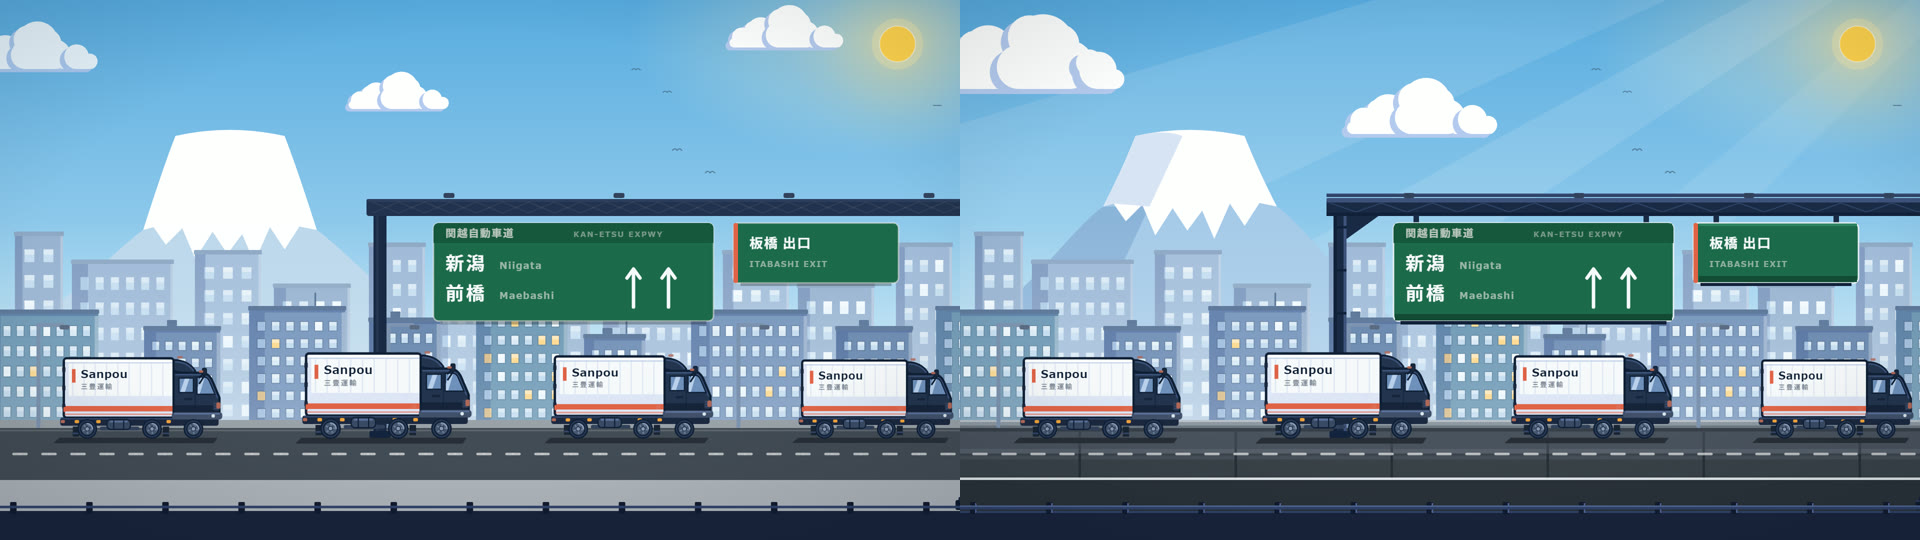 関越自動車道 KAN-ETSU EXPWY
新潟 Niigata
前橋 Maebashi
板橋 出口
ITABASHI EXIT
Sanpou
三豊運輸
Sanpou
三豊運輸
Sanpou
三豊運輸
Sanpou
三豊運輸
関越自動車道 KAN-ETSU EXPWY
新潟 Niigata
前橋 Maebashi
板橋 出口
ITABASHI EXIT
Sanpou
三豊運輸
Sanpou
三豊運輸
Sanpou
三豊運輸
Sanpou
三豊運輸